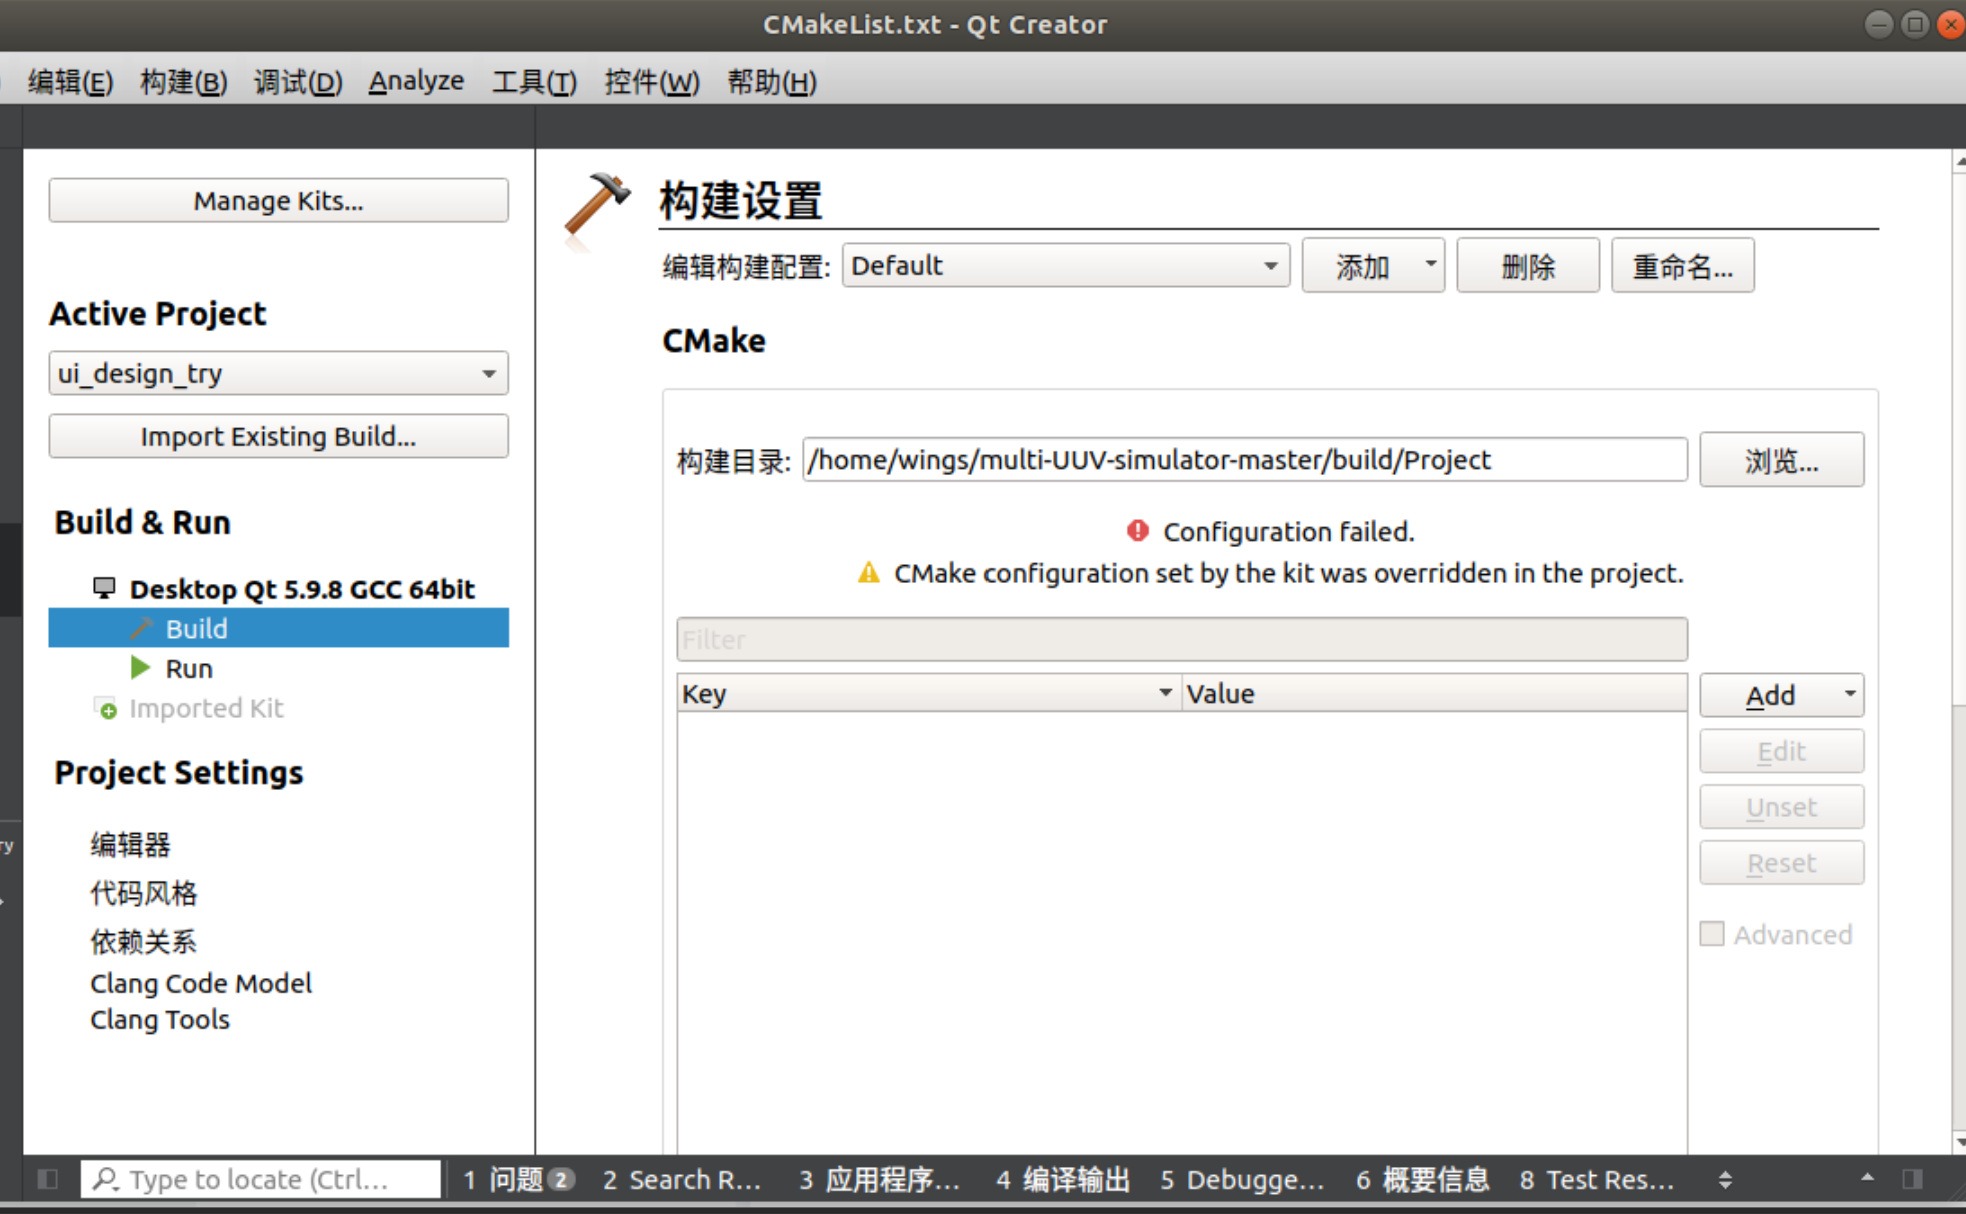 CMakeList.txt - Qt Creator
编辑(E) 构建(B) 调试(D) Analyze 工具(T) 控件(W) 帮助(H)
Manage Kits...
Active Project
ui_design_try
Import Existing Build...
Build & Run
Desktop Qt 5.9.8 GCC 64bit
Build
Run
Imported Kit
Project Settings
编辑器
代码风格
依赖关系
Clang Code Model
Clang Tools
构建设置
编辑构建配置: Default 添加 删除 重命名...
CMake
构建目录: /home/wings/multi-UUV-simulator-master/build/Project 浏览...
Configuration failed.
CMake configuration set by the kit was overridden in the project.
Filter
Key Value
Add
Edit
Unset
Reset
Advanced
ry
Type to locate (Ctrl... 1 问题 2 2 Search R... 3 应用程序... 4 编译输出 5 Debugge... 6 概要信息 8 Test Res...